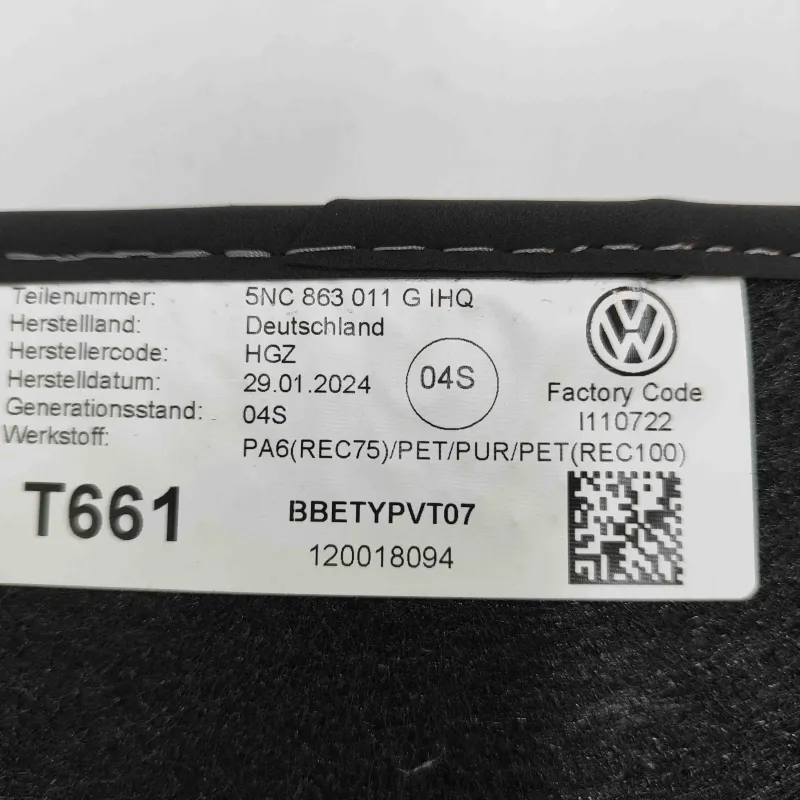 Teilenummer: 5NC 863 011 G IHQ
Herstellland: Deutschland
Herstellercode: HGZ
Herstelldatum: 29.01.2024
Generationsstand: 04S
Werkstoff: PA6(REC75)/PET/PUR/PET(REC100)
04S
VW
Factory Code
I110722
T661
BBETYPVT07
120018094